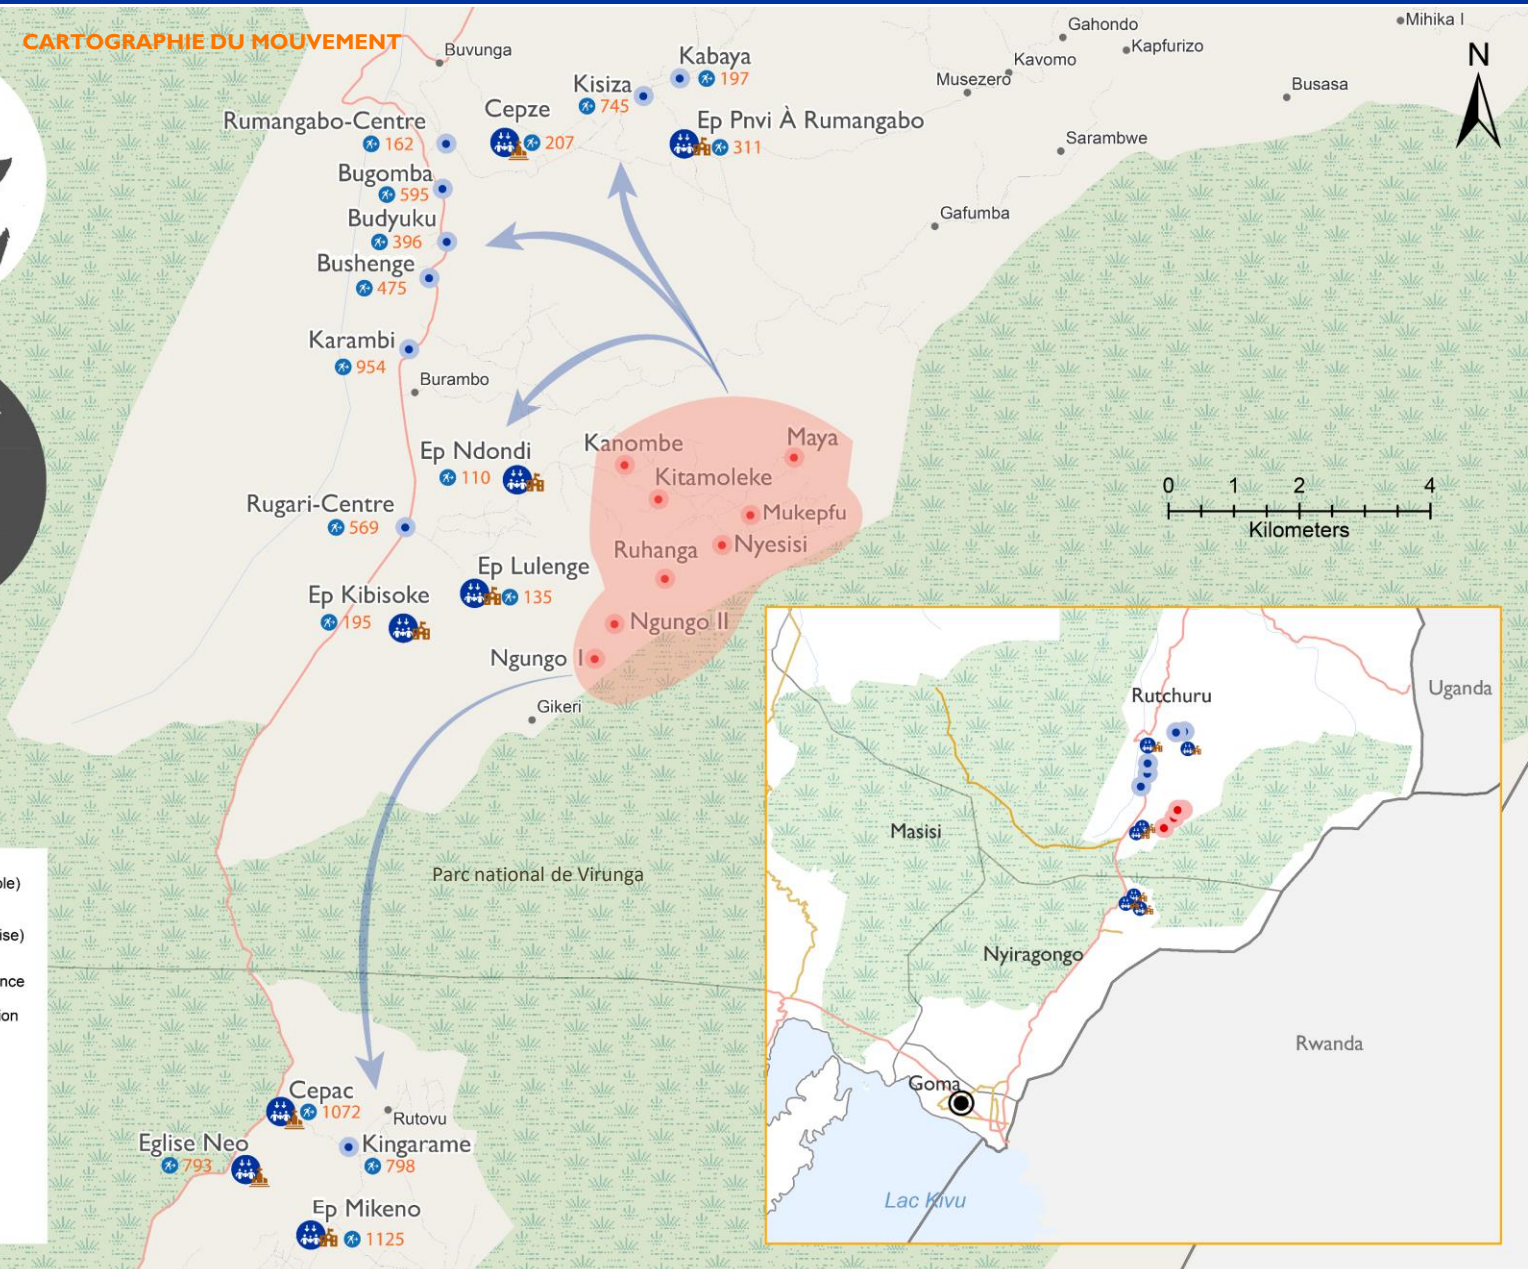 CARTOGRAPHIE DU MOUVEMENT
Mihika I
Gahondo
Kapfurizo
Kavomo
Musezero
Busasa
Sarambwe
Gafumba
N
Buvunga
Kabaya
197
Kisiza
745
Cepze
207
Ep Pnvi À Rumangabo
311
Rumangabo-Centre
162
Bugomba
595
Budyuku
396
Bushenge
475
Karambi
954
Burambo
Ep Ndondi
110
Kanombe
Maya
Kitamoleke
Mukepfu
Nyesisi
Ruhanga
Ngungo II
Ngungo I
Rugari-Centre
569
Ep Lulenge
135
Ep Kibisoke
195
Gikeri
0 1 2 4
Kilometers
Parc national de Virunga
Cepac
1072
Rutovu
Eglise Neo
793
Kingarame
798
Ep Mikeno
1125
Rutchuru
Uganda
Masisi
Nyiragongo
Rwanda
Goma
Lac Kivu